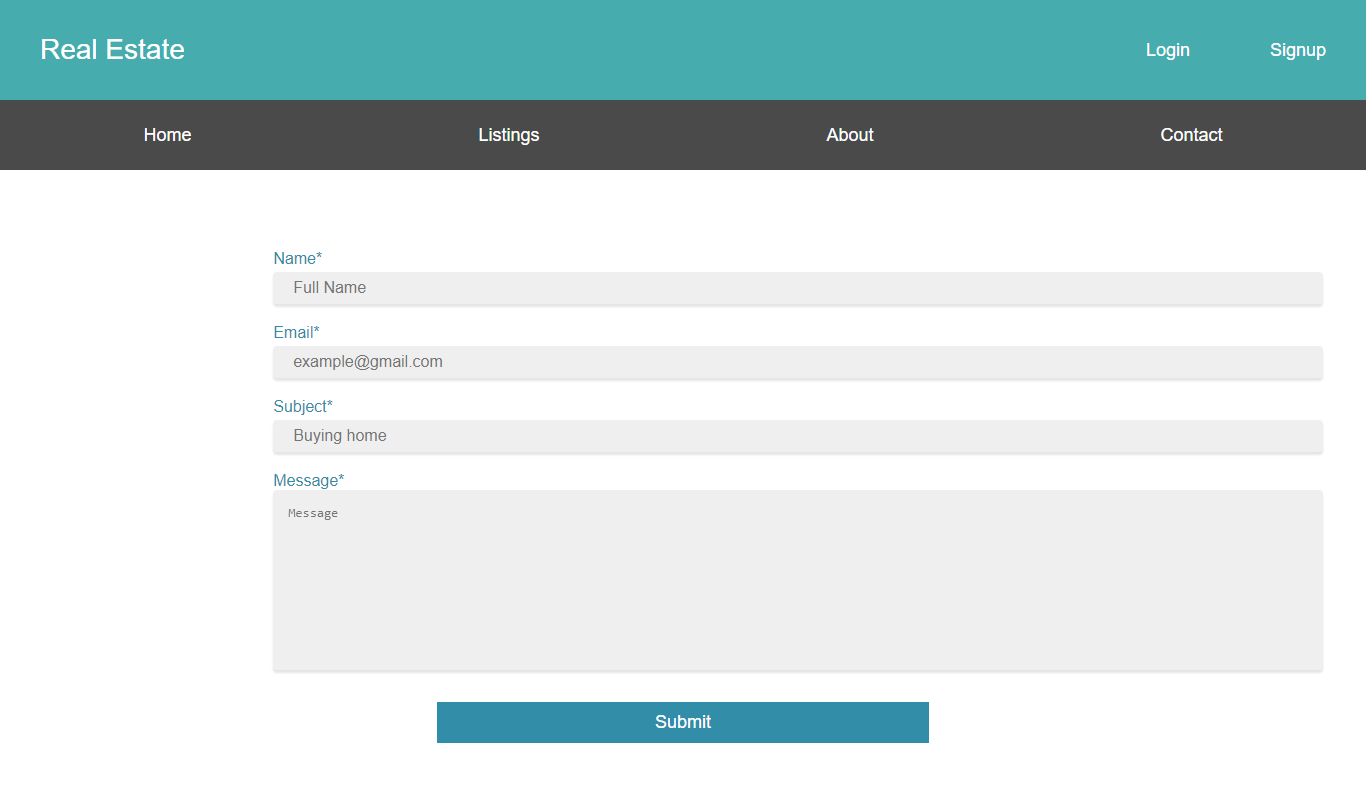 Real Estate
Login Signup
Home Listings About Contact
Name*
Full Name
Email*
example@gmail.com
Subject*
Buying home
Message*
Message
Submit